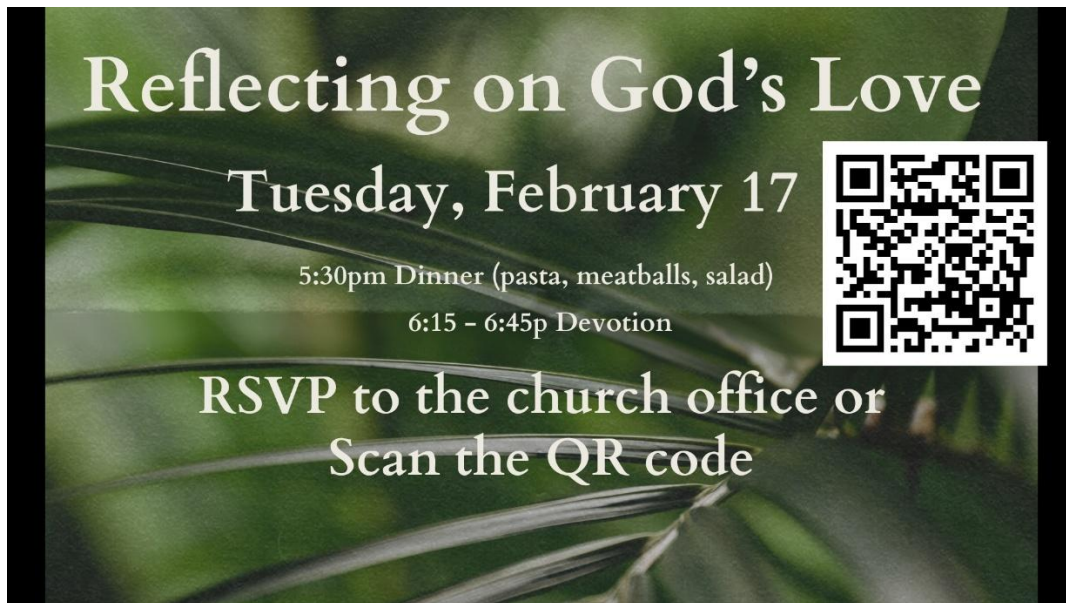 Reflecting on God’s Love
Tuesday, February 17
5:30pm Dinner (pasta, meatballs, salad)
6:15 - 6:45p Devotion
RSVP to the church office or
Scan the QR code